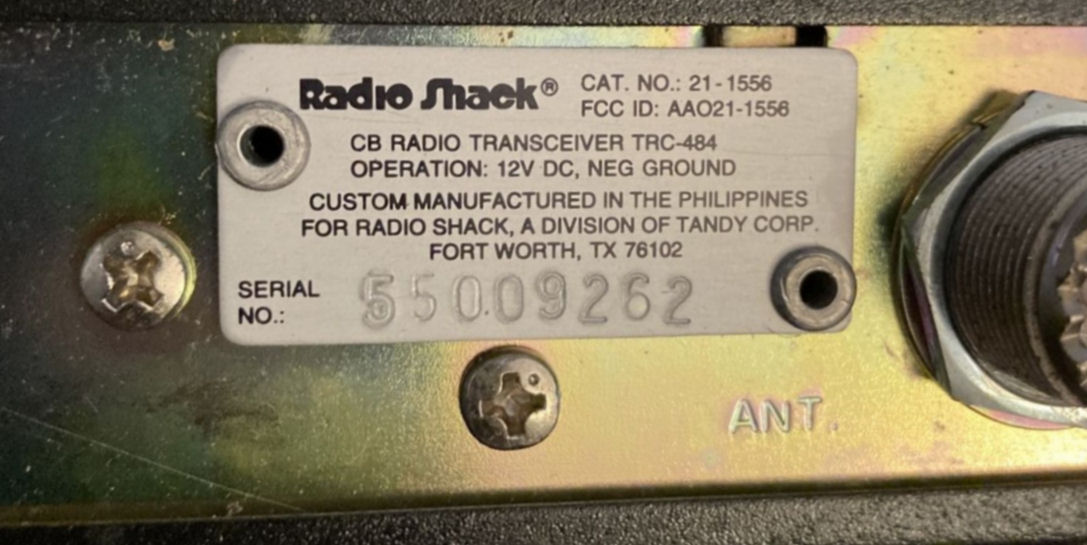 Radio Shack® CAT. NO.: 21-1556
FCC ID: AAO21-1556
CB RADIO TRANSCEIVER TRC-484
OPERATION: 12V DC, NEG GROUND
CUSTOM MANUFACTURED IN THE PHILIPPINES
FOR RADIO SHACK, A DIVISION OF TANDY CORP.
FORT WORTH, TX 76102
SERIAL
NO.: 55009262
ANT.